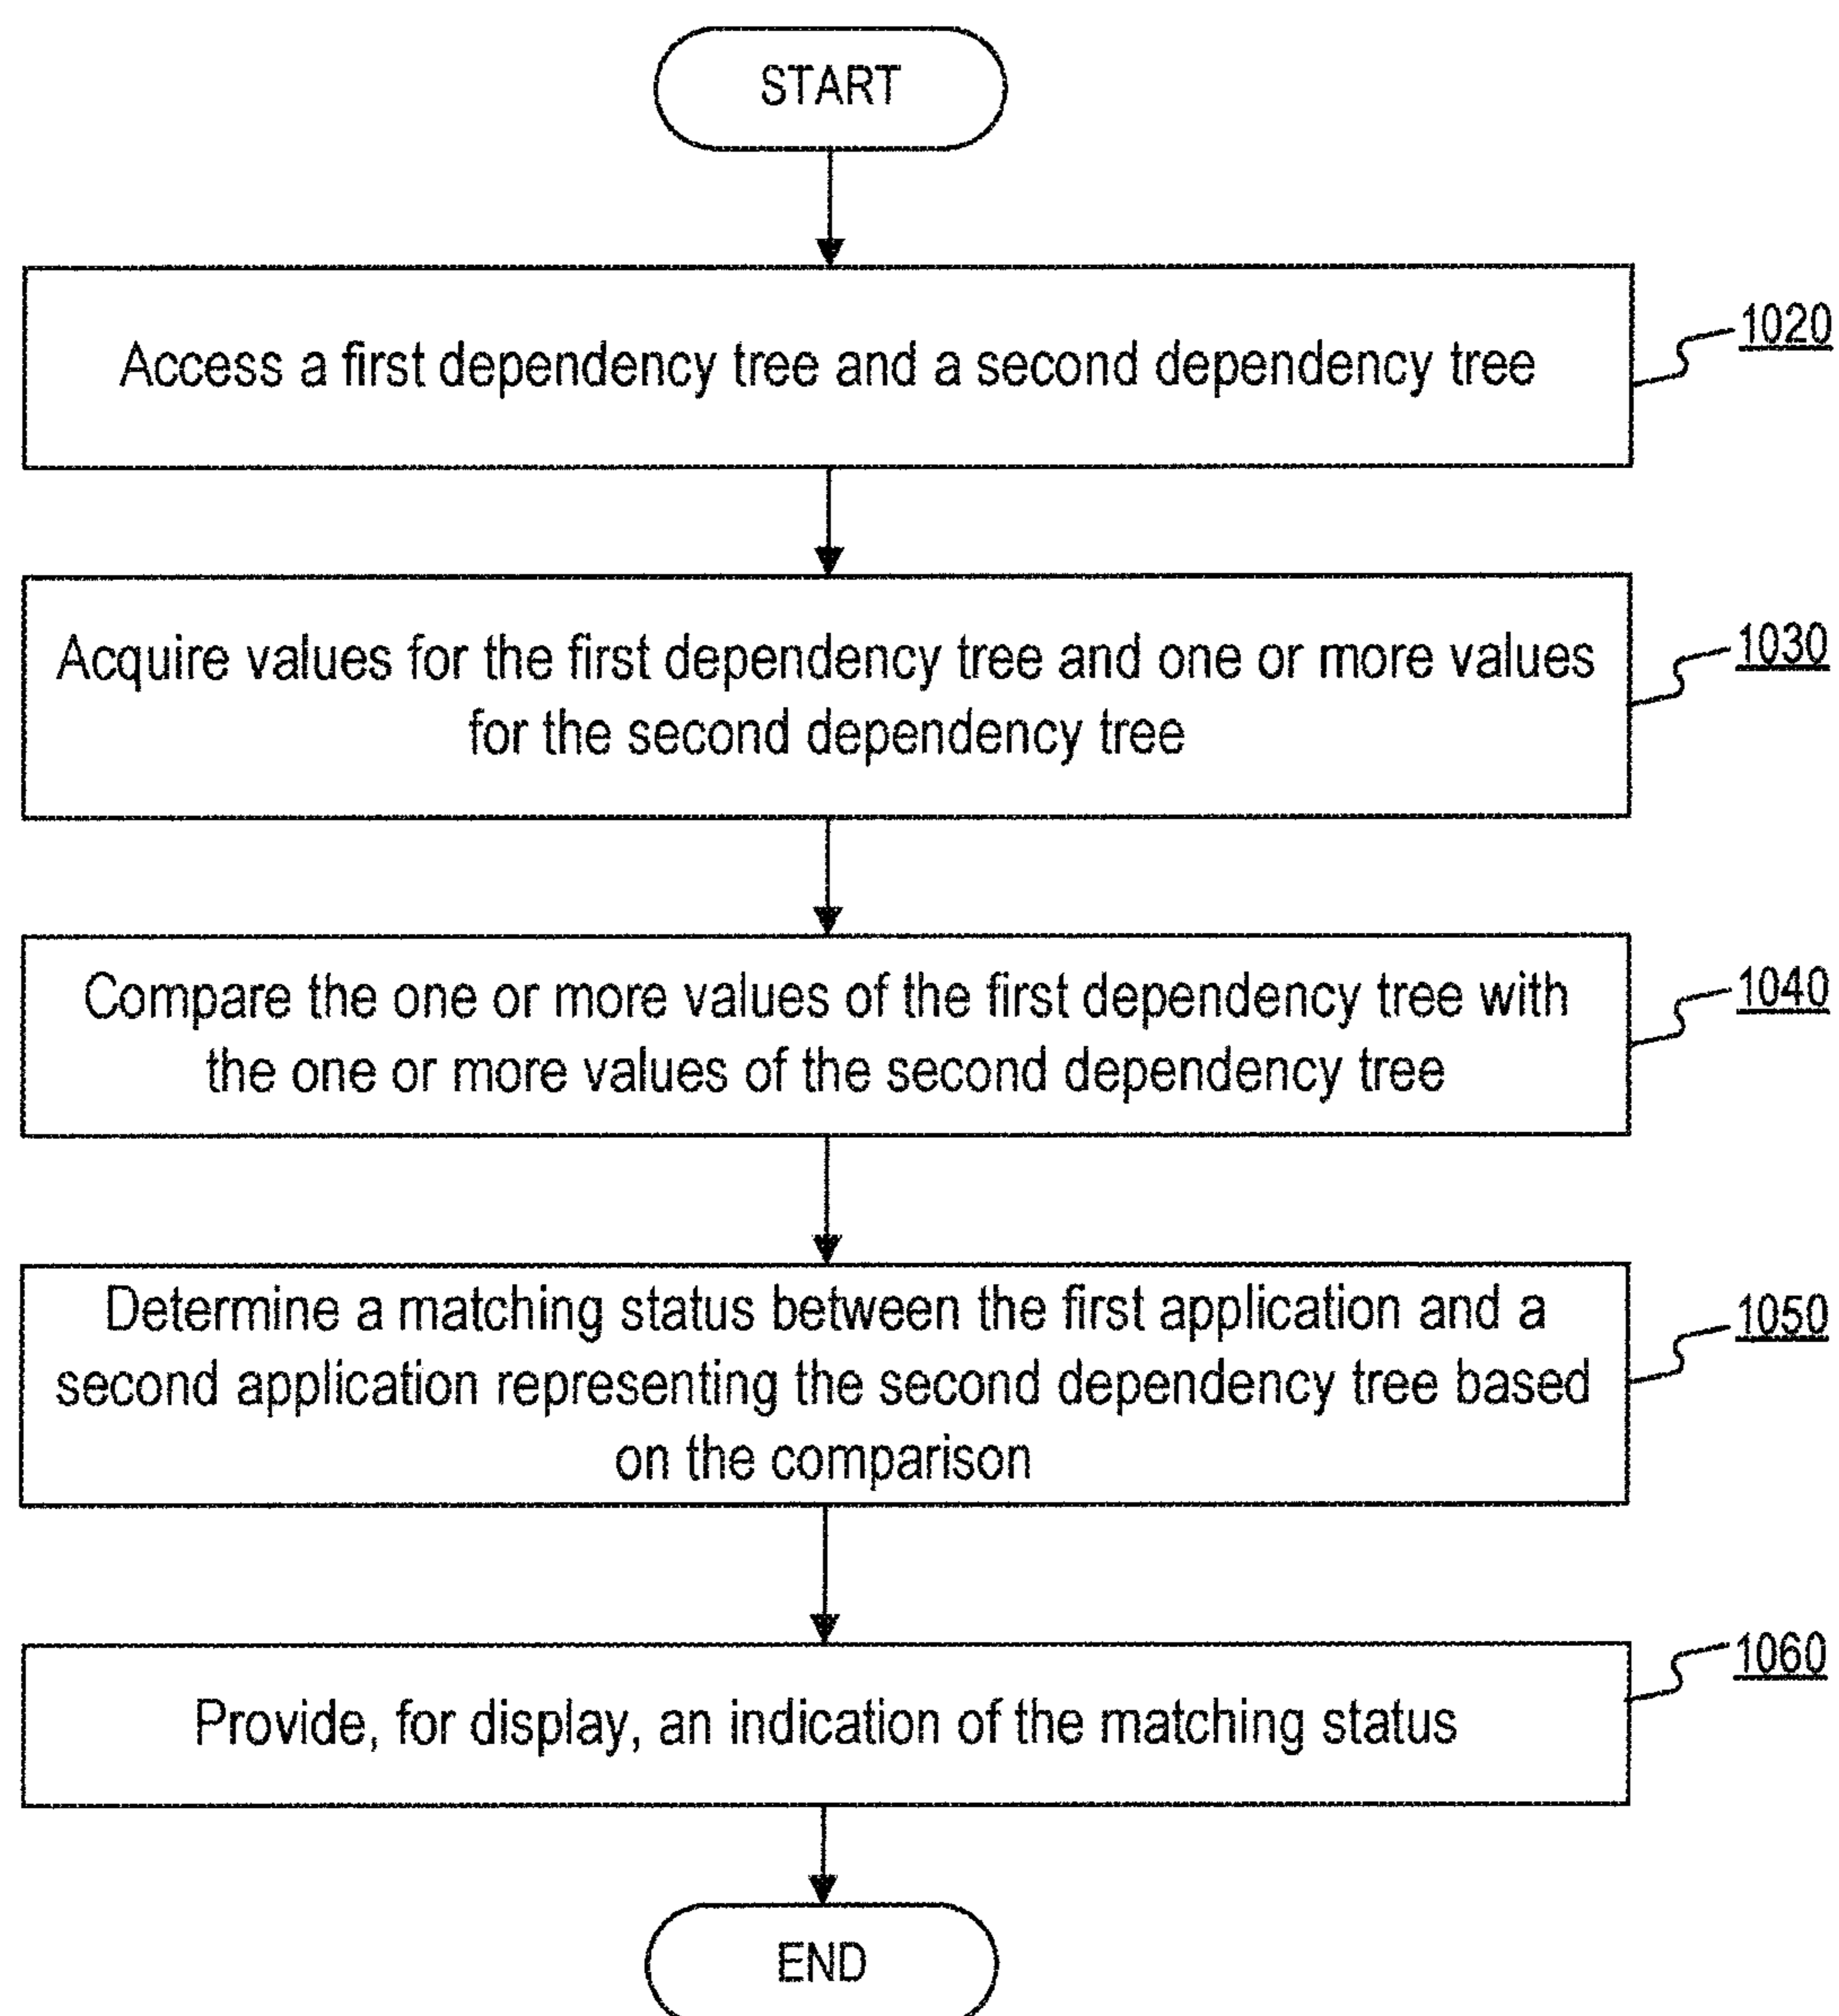 START
Access a first dependency tree and a second dependency tree
1020
Acquire values for the first dependency tree and one or more values
for the second dependency tree
1030
Compare the one or more values of the first dependency tree with
the one or more values of the second dependency tree
1040
Determine a matching status between the first application and a
second application representing the second dependency tree based
on the comparison
1050
Provide, for display, an indication of the matching status
1060
END